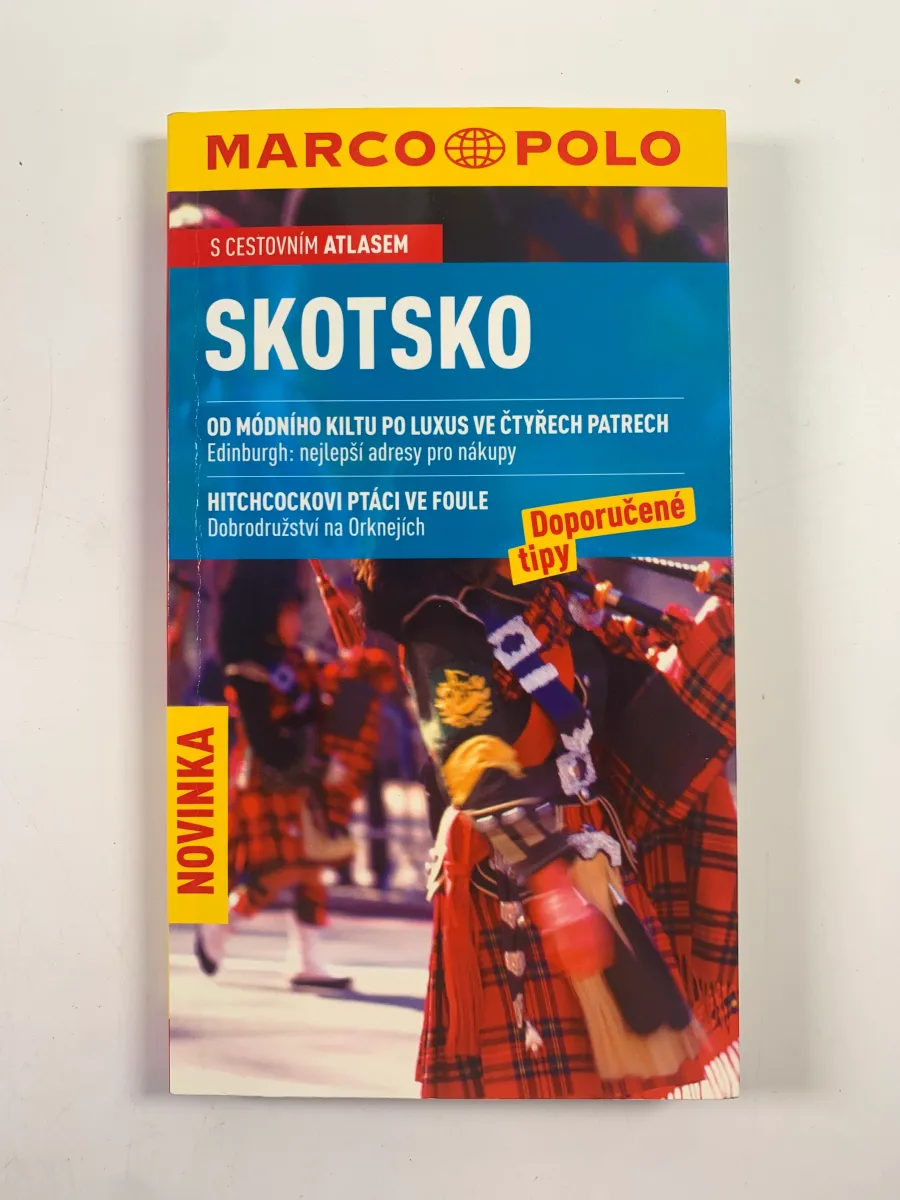 MARCO POLO
S CESTOVNÍM ATLASEM
SKOTSKO
OD MÓDNÍHO KILTU PO LUXUS VE ČTYŘECH PATRECH
Edinburgh: nejlepší adresy pro nákupy
HITCHCOCKOVI PTÁCI VE FOULE
Dobrodružství na Orknejích
Doporučené
tipy
NOVINKA